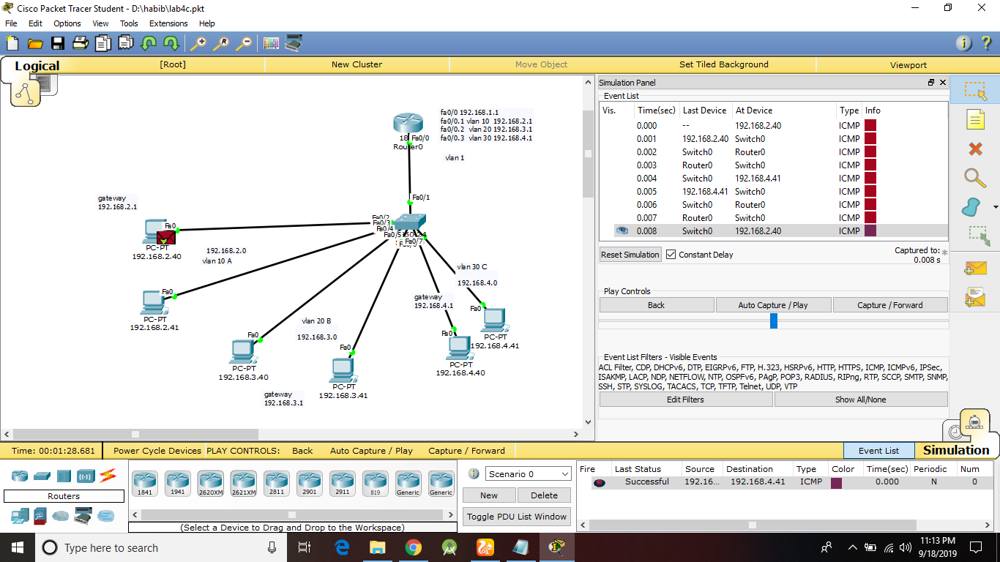 Cisco Packet Tracer Student - D:\habib\lab4c.pkt
File Edit Options View Tools Extensions Help
Logical [Root] New Cluster Move Object Set Tiled Background Viewport
fa0/0 192.168.1.1
fa0/0.1 vlan 10 192.168.2.1
fa0/0.2 vlan 20 192.168.3.1
fa0/0.3 vlan 30 192.168.4.1
Fa0/0
Router0
vlan 1
Fa0/1
gateway
192.168.2.1
Fa0/2
Fa0/3
Fa0/4
Fa0/5
Fa0/7
Fa0
PC-PT
192.168.2.40
192.168.2.0
vlan 10 A
Fa0
PC-PT
192.168.2.41
vlan 30 C
192.168.4.0
gateway
192.168.4.1
Fa0
PC-PT
192.168.4.41
Fa0
PC-PT
192.168.4.40
vlan 20 B
192.168.3.0
Fa0
PC-PT
192.168.3.40
Fa0
PC-PT
192.168.3.41
gateway
192.168.3.1
Simulation Panel
Event List
Vis. Time(sec) Last Device At Device Type Info
0.000 -- 192.168.2.40 ICMP
0.001 192.168.2.40 Switch0 ICMP
0.002 Switch0 Router0 ICMP
0.003 Router0 Switch0 ICMP
0.004 Switch0 192.168.4.41 ICMP
0.005 192.168.4.41 Switch0 ICMP
0.006 Switch0 Router0 ICMP
0.007 Router0 Switch0 ICMP
0.008 Switch0 192.168.2.40 ICMP
Reset Simulation Constant Delay Captured to: *
0.008 s
Play Controls
Back Auto Capture / Play Capture / Forward
Event List Filters - Visible Events
ACL Filter, CDP, DHCPv6, DTP, EIGRPv6, FTP, H.323, HSRPv6, HTTP, HTTPS, ICMP, ICMPv6, IPSec,
ISAKMP, LACP, NDP, NETFLOW, NTP, OSPFv6, PAgP, POP3, RADIUS, RIPng, RTP, SCCP, SMTP, SNMP,
SSH, STP, SYSLOG, TACACS, TCP, TFTP, Telnet, UDP, VTP
Edit Filters Show All/None
Time: 00:01:28.681 Power Cycle Devices PLAY CONTROLS: Back Auto Capture / Play Capture / Forward Event List Simulation
Routers
1841 1941 2620XM 2621XM 2811 2901 2911 819 Generic Generic
(Select a Device to Drag and Drop to the Workspace)
Scenario 0
New Delete
Toggle PDU List Window
Fire Last Status Source Destination Type Color Time(sec) Periodic Num
Successful 192.16... 192.168.4.41 ICMP 0.000 N 0
Type here to search
11:13 PM
9/18/2019